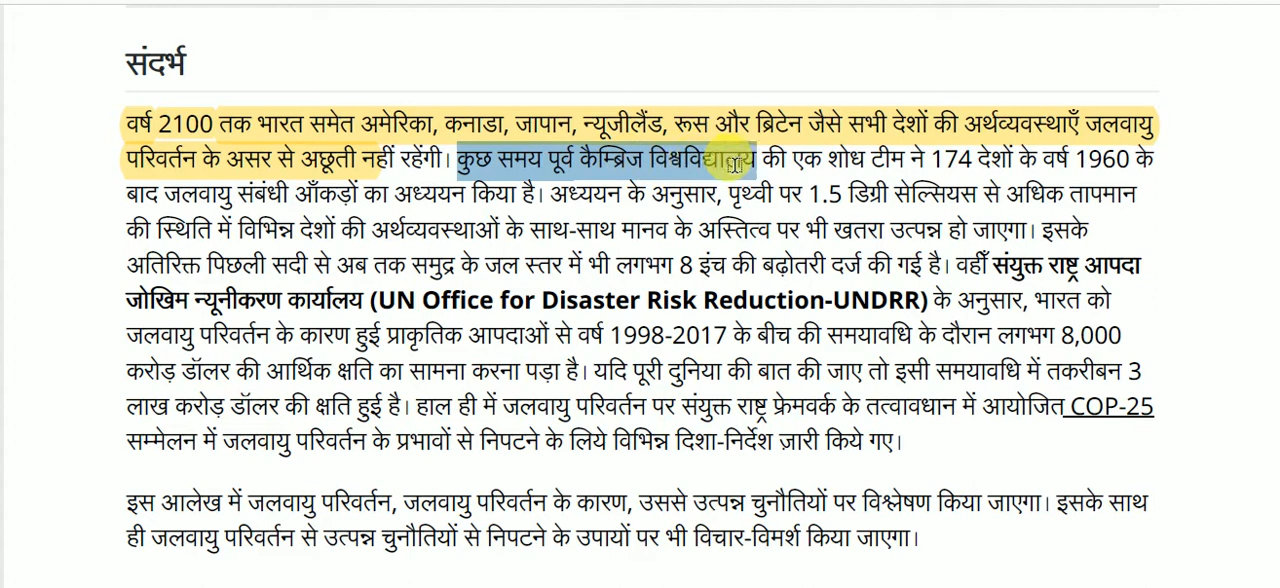 संदर्भ
वर्ष 2100 तक भारत समेत अमेरिका, कनाडा, जापान, न्यूजीलैंड, रूस और ब्रिटेन जैसे सभी देशों की अर्थव्यवस्थाएँ जलवायु
परिवर्तन के असर से अछूती नहीं रहेंगी। कुछ समय पूर्व कैम्ब्रिज विश्वविद्यालय की एक शोध टीम ने 174 देशों के वर्ष 1960 के
बाद जलवायु संबंधी आँकड़ों का अध्ययन किया है। अध्ययन के अनुसार, पृथ्वी पर 1.5 डिग्री सेल्सियस से अधिक तापमान
की स्थिति में विभिन्न देशों की अर्थव्यवस्थाओं के साथ-साथ मानव के अस्तित्व पर भी खतरा उत्पन्न हो जाएगा। इसके
अतिरिक्त पिछली सदी से अब तक समुद्र के जल स्तर में भी लगभग 8 इंच की बढ़ोतरी दर्ज की गई है। वहीँ संयुक्त राष्ट्र आपदा
जोखिम न्यूनीकरण कार्यालय (UN Office for Disaster Risk Reduction-UNDRR) के अनुसार, भारत को
जलवायु परिवर्तन के कारण हुई प्राकृतिक आपदाओं से वर्ष 1998-2017 के बीच की समयावधि के दौरान लगभग 8,000
करोड़ डॉलर की आर्थिक क्षति का सामना करना पड़ा है। यदि पूरी दुनिया की बात की जाए तो इसी समयावधि में तकरीबन 3
लाख करोड़ डॉलर की क्षति हुई है। हाल ही में जलवायु परिवर्तन पर संयुक्त राष्ट्र फ्रेमवर्क के तत्वावधान में आयोजित COP-25
सम्मेलन में जलवायु परिवर्तन के प्रभावों से निपटने के लिये विभिन्न दिशा-निर्देश ज़ारी किये गए।
इस आलेख में जलवायु परिवर्तन, जलवायु परिवर्तन के कारण, उससे उत्पन्न चुनौतियों पर विश्लेषण किया जाएगा। इसके साथ
ही जलवायु परिवर्तन से उत्पन्न चुनौतियों से निपटने के उपायों पर भी विचार-विमर्श किया जाएगा।